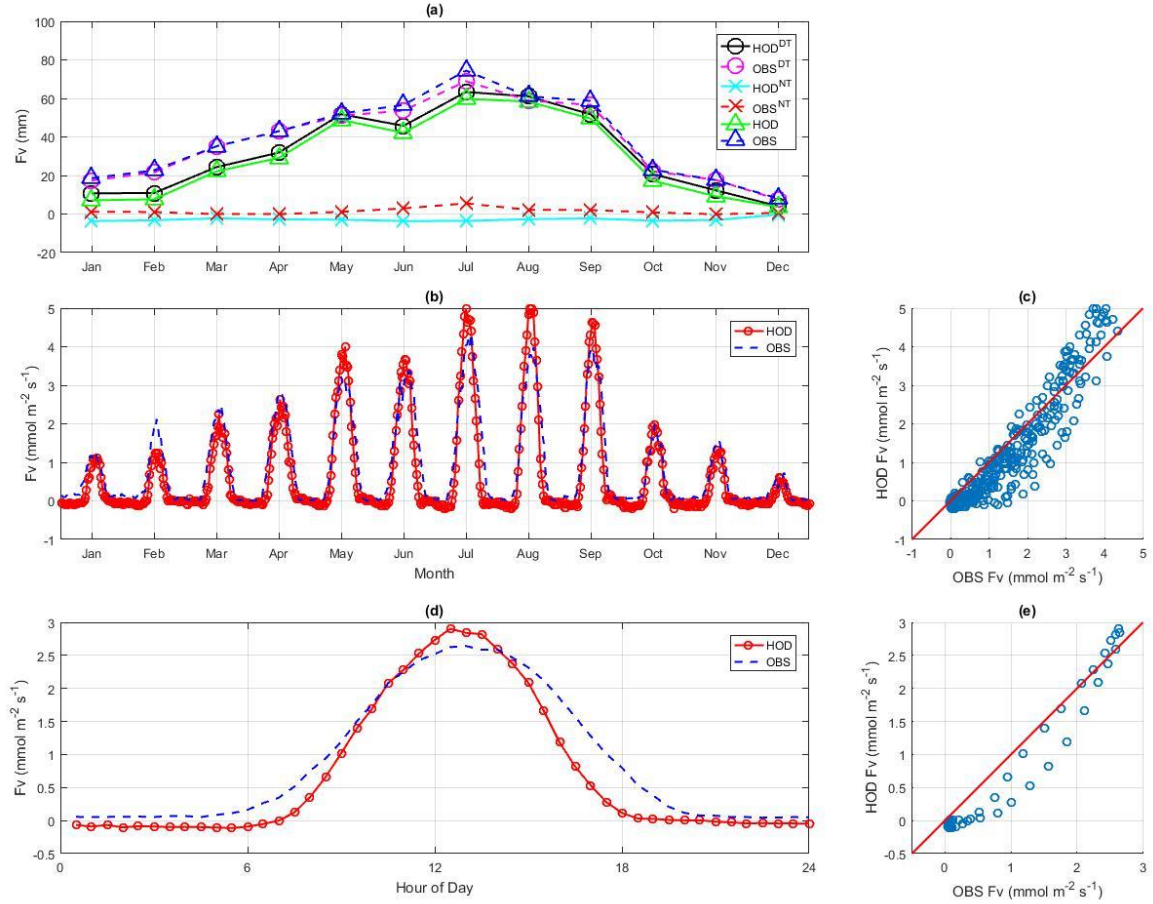 (a)
100
80
60
40
20
0
-20
Fv (mm)
HOD^DT
OBS^DT
HOD^NT
OBS^NT
HOD
OBS
Jan Feb Mar Apr May Jun Jul Aug Sep Oct Nov Dec
(b)
5
4
3
2
1
0
-1
Fv (mmol m^-2 s^-1)
HOD
OBS
Jan Feb Mar Apr May Jun Jul Aug Sep Oct Nov Dec
Month
(c)
5
4
3
2
1
0
-1
HOD Fv (mmol m^-2 s^-1)
-1 0 1 2 3 4 5
OBS Fv (mmol m^-2 s^-1)
(d)
3
2.5
2
1.5
1
0.5
0
-0.5
Fv (mmol m^-2 s^-1)
HOD
OBS
0 6 12 18 24
Hour of Day
(e)
3
2.5
2
1.5
1
0.5
0
-0.5
HOD Fv (mmol m^-2 s^-1)
0 1 2 3
OBS Fv (mmol m^-2 s^-1)